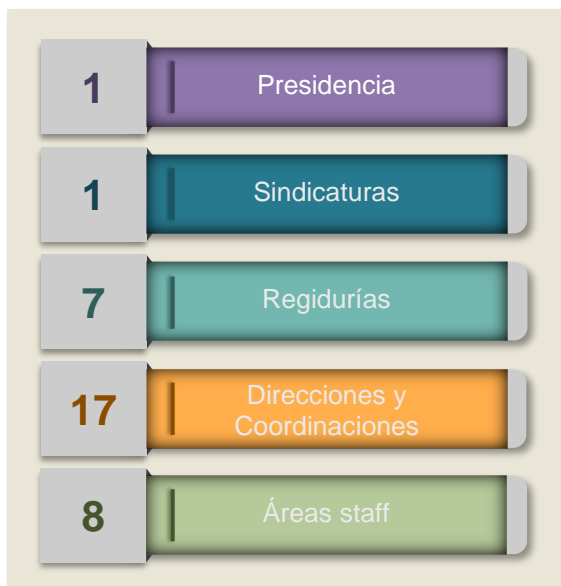 1
Presidencia
1
Sindicaturas
7
Regidurías
17
Direcciones y
Coordinaciones
8
Áreas staff